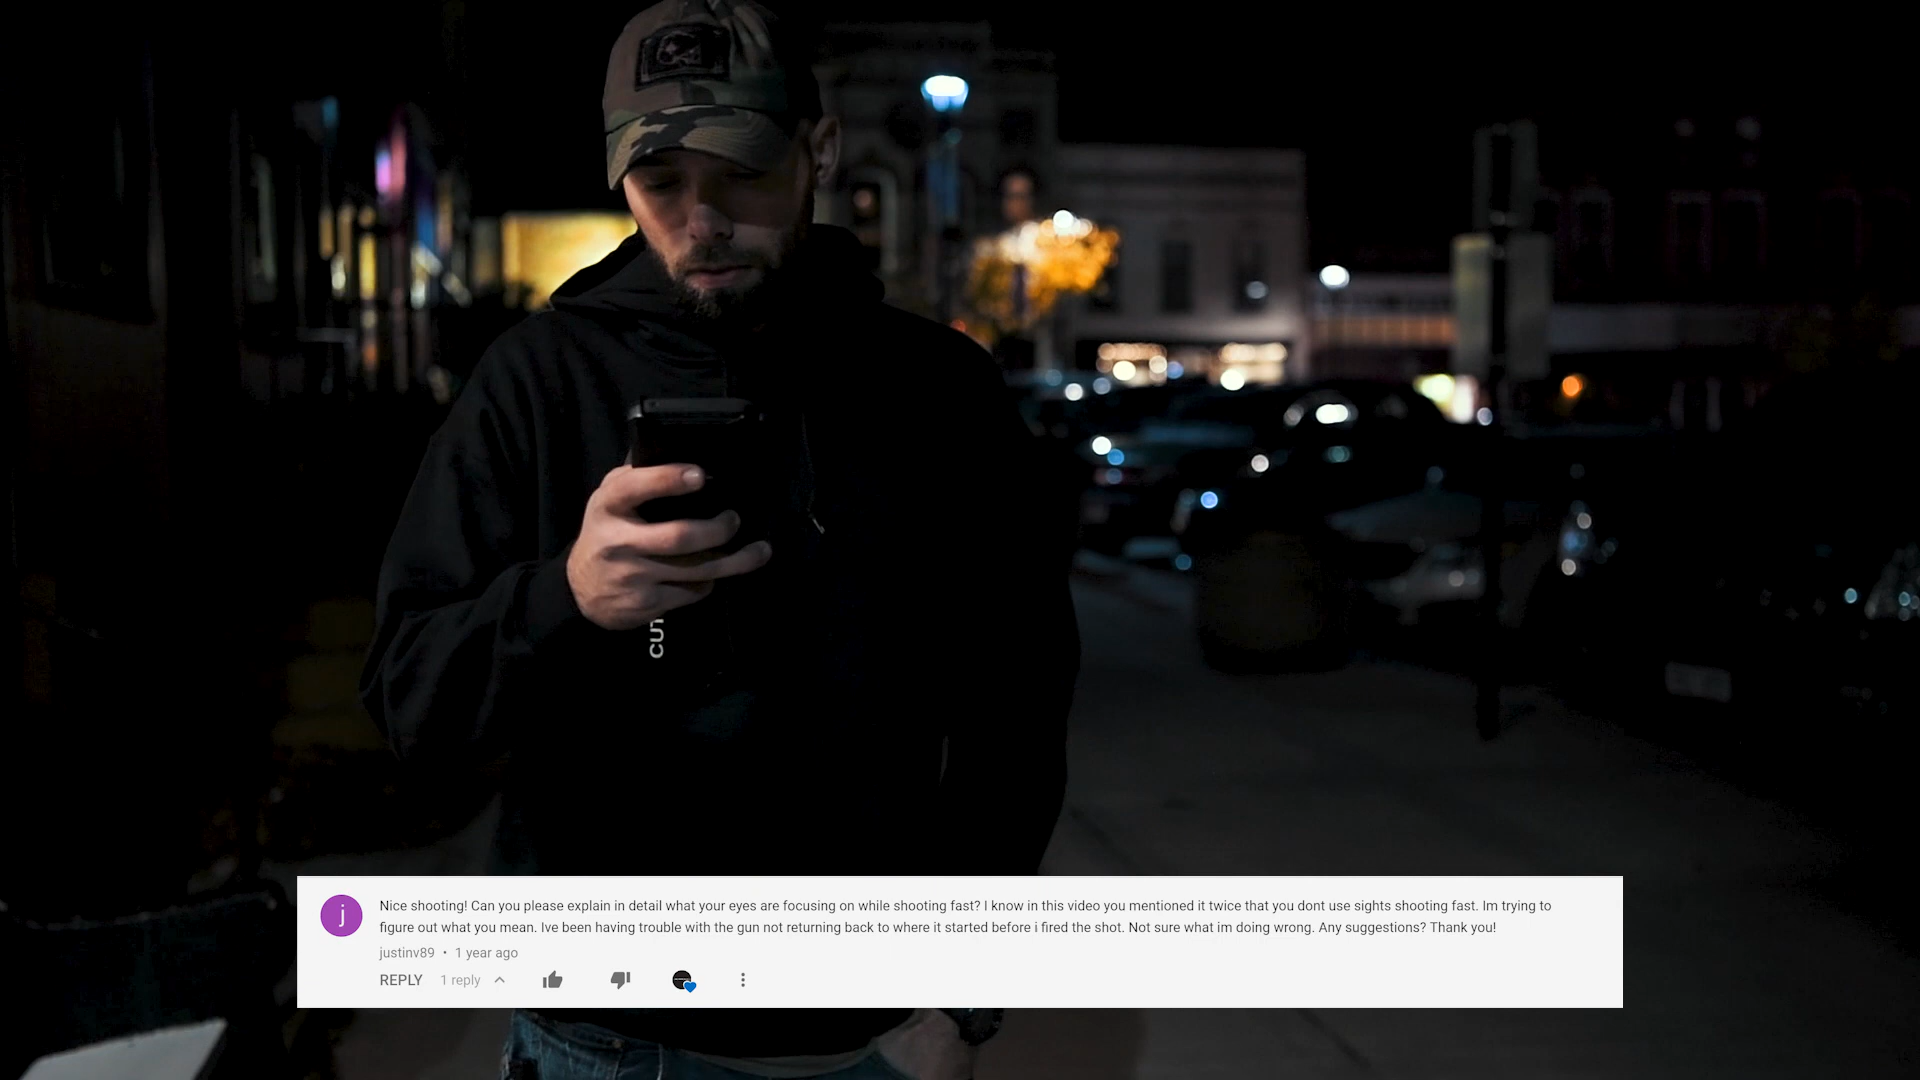 CUT
j
Nice shooting! Can you please explain in detail what your eyes are focusing on while shooting fast? I know in this video you mentioned it twice that you dont use sights shooting fast. Im trying to
figure out what you mean. Ive been having trouble with the gun not returning back to where it started before i fired the shot. Not sure what im doing wrong. Any suggestions? Thank you!
justinv89 • 1 year ago
REPLY 1 reply